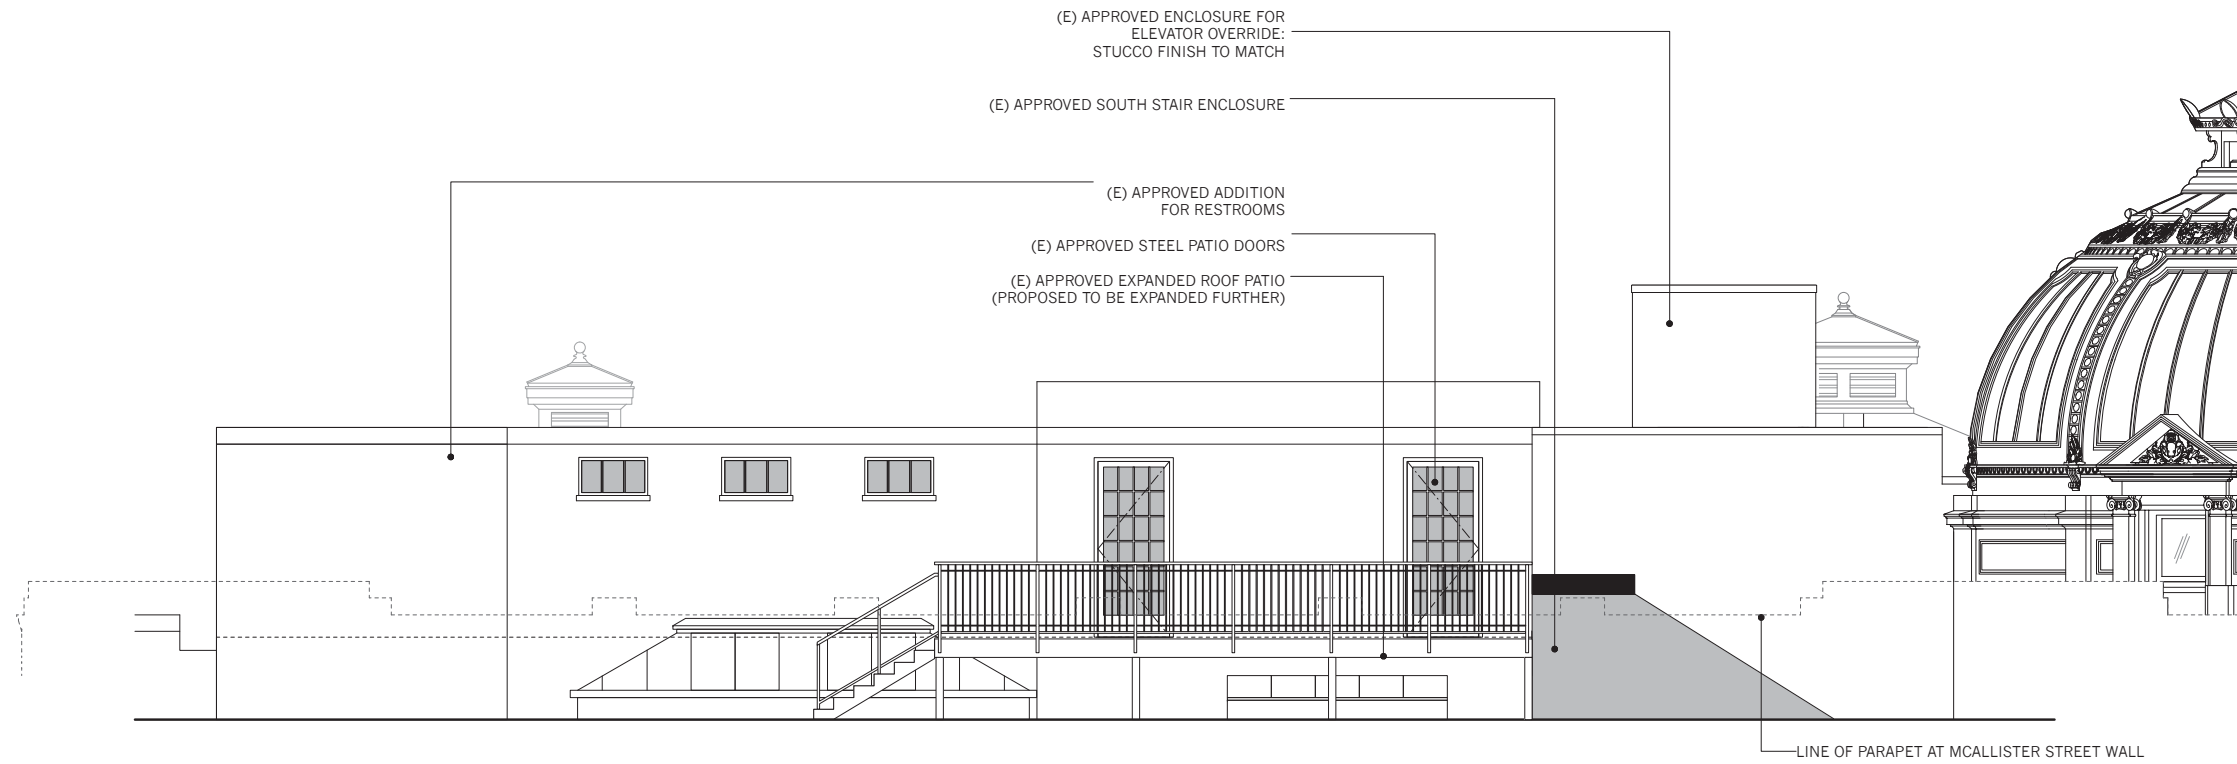 (E) APPROVED ENCLOSURE FOR
ELEVATOR OVERRIDE:
STUCCO FINISH TO MATCH
(E) APPROVED SOUTH STAIR ENCLOSURE
(E) APPROVED ADDITION
FOR RESTROOMS
(E) APPROVED STEEL PATIO DOORS
(E) APPROVED EXPANDED ROOF PATIO
(PROPOSED TO BE EXPANDED FURTHER)
LINE OF PARAPET AT MCALLISTER STREET WALL